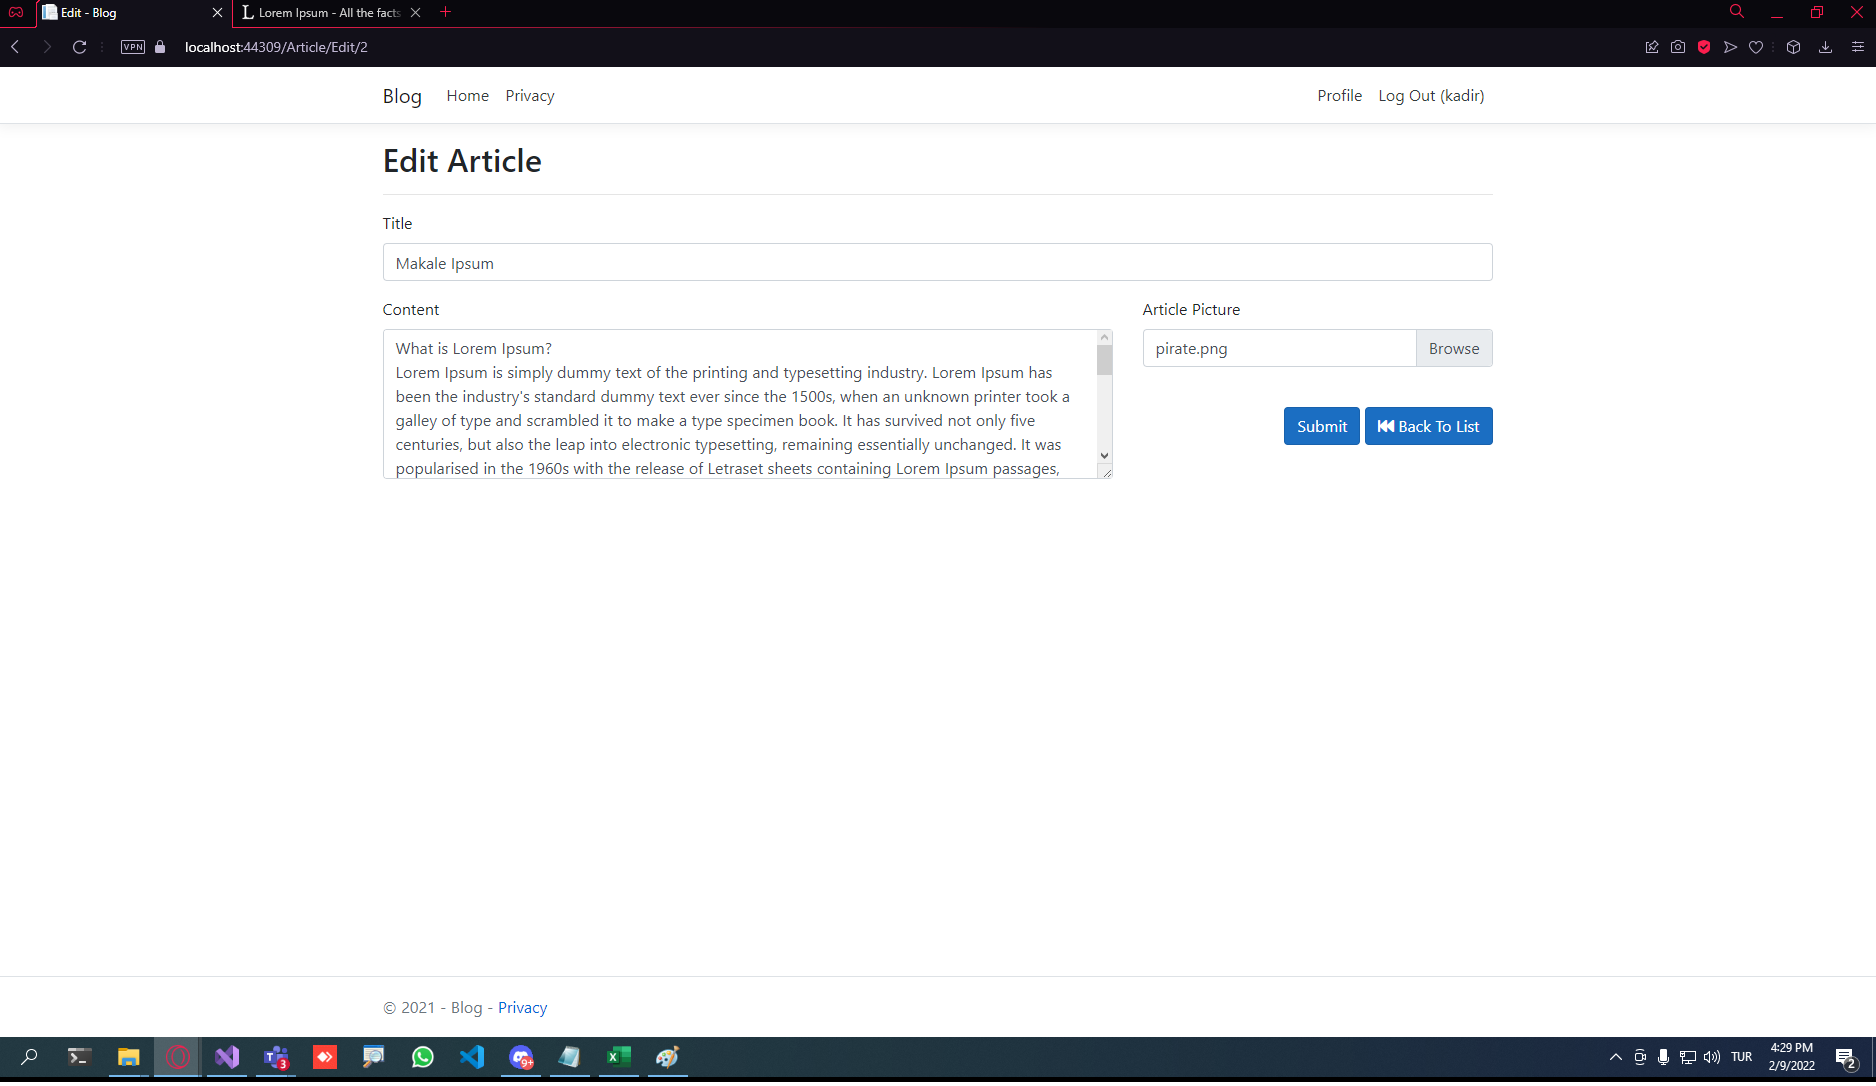 Edit - Blog
L Lorem Ipsum - All the facts
VPN localhost:44309/Article/Edit/2
Blog Home Privacy Profile Log Out (kadir)
Edit Article
Title
Makale Ipsum
Content
Article Picture
What is Lorem Ipsum?
Lorem Ipsum is simply dummy text of the printing and typesetting industry. Lorem Ipsum has
been the industry's standard dummy text ever since the 1500s, when an unknown printer took a
galley of type and scrambled it to make a type specimen book. It has survived not only five
centuries, but also the leap into electronic typesetting, remaining essentially unchanged. It was
popularised in the 1960s with the release of Letraset sheets containing Lorem Ipsum passages,
pirate.png Browse
Submit Back To List
© 2021 - Blog - Privacy
T 3
9+
X
TUR
4:29 PM
2/9/2022
2